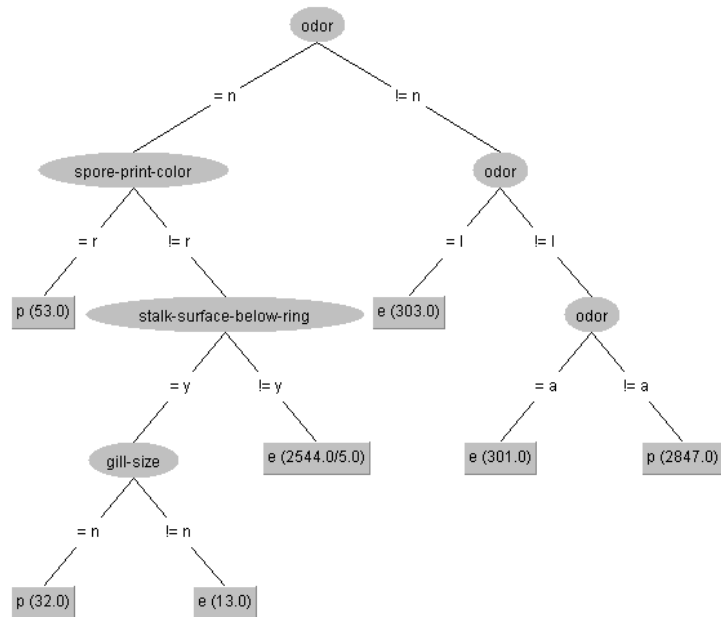 odor
= n
!= n
spore-print-color
odor
= r
!= r
= l
!= l
p (53.0)
stalk-surface-below-ring
e (303.0)
odor
= y
!= y
= a
!= a
gill-size
e (2544.0/5.0)
e (301.0)
p (2847.0)
= n
!= n
p (32.0)
e (13.0)